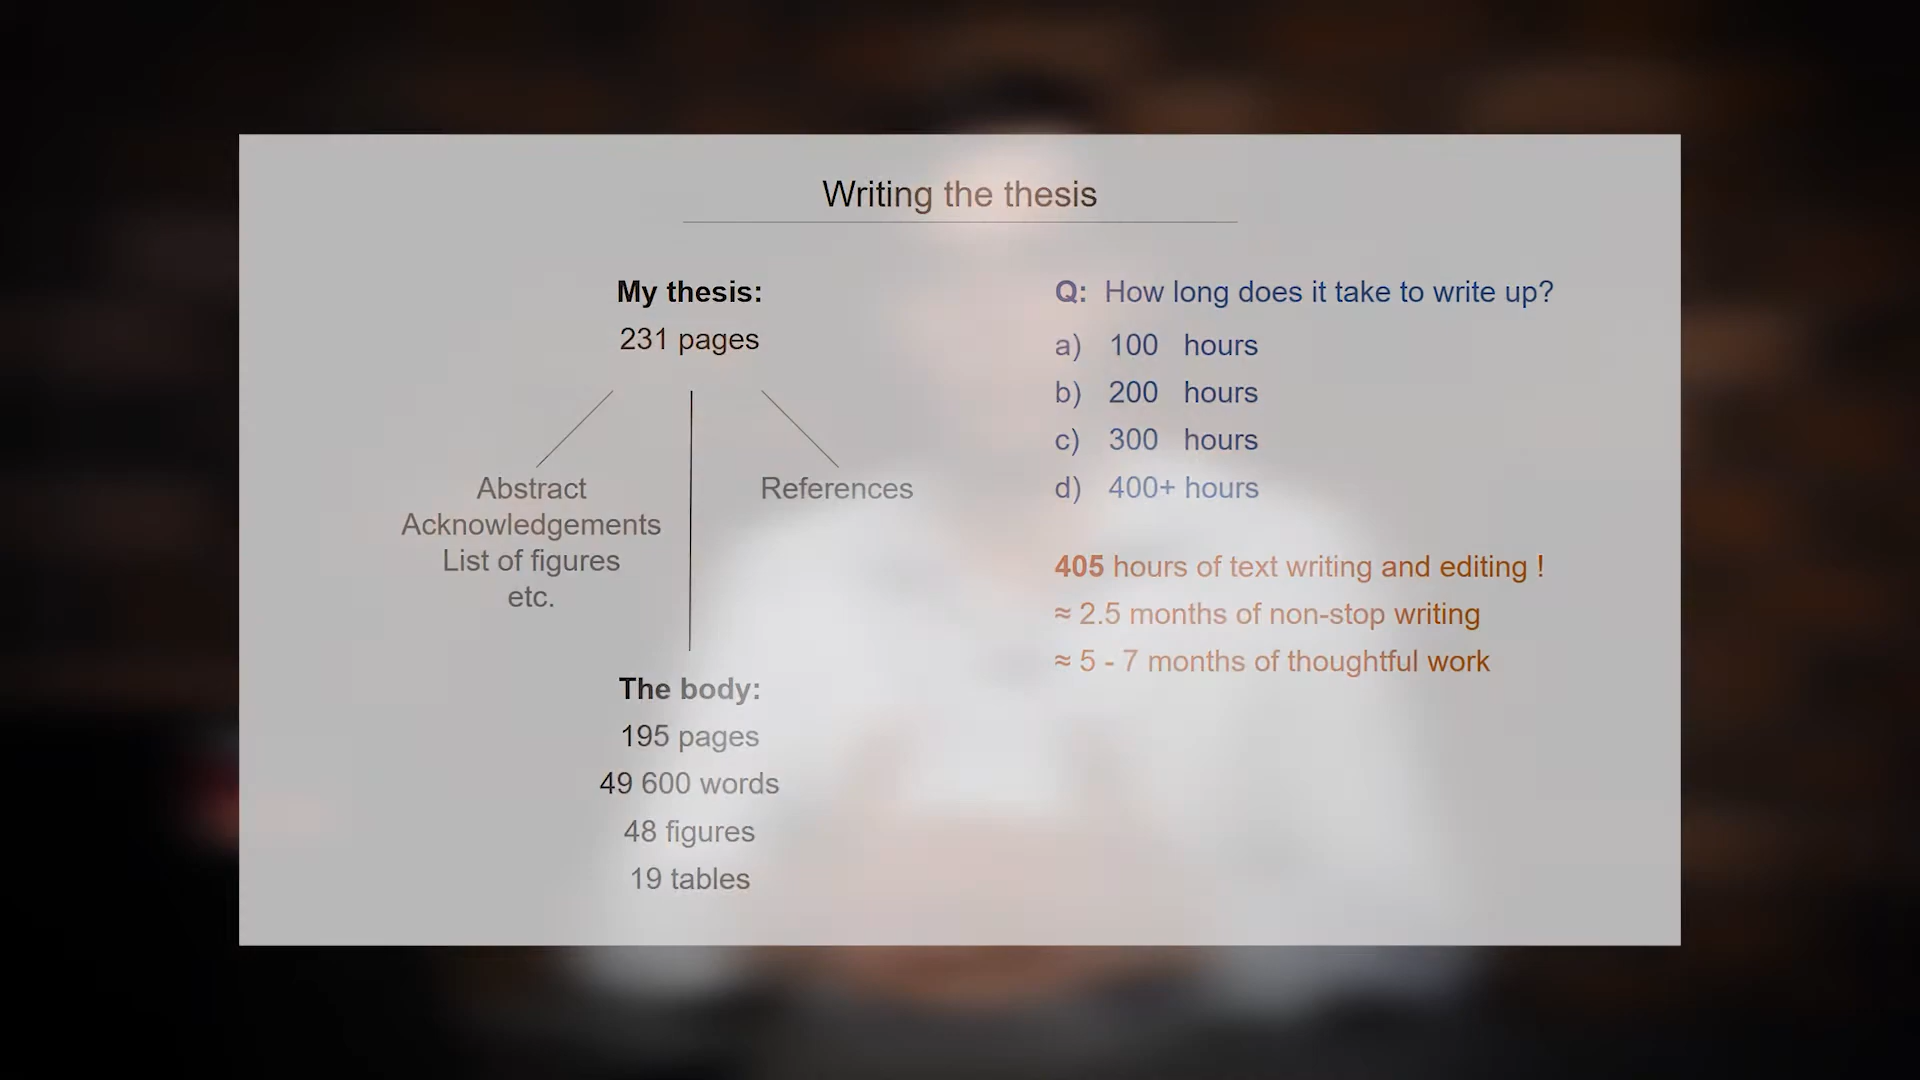 Writing the thesis
My thesis:
231 pages
Abstract
Acknowledgements
List of figures
etc.
References
The body:
195 pages
49 600 words
48 figures
19 tables
Q: How long does it take to write up?
a) 100 hours
b) 200 hours
c) 300 hours
d) 400+ hours
405 hours of text writing and editing !
≈ 2.5 months of non-stop writing
≈ 5 - 7 months of thoughtful work